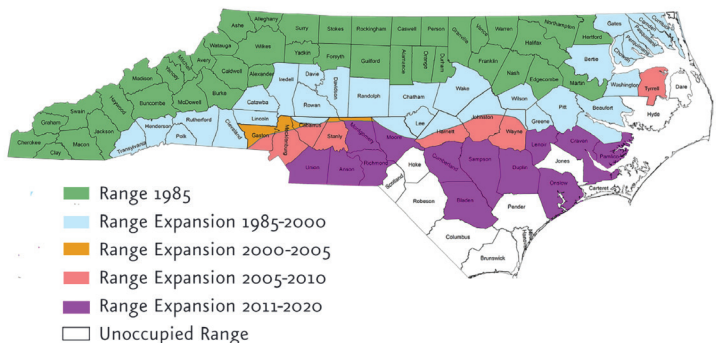 Ashe
Alleghany
Surry
Stokes
Rockingham
Caswell
Person
Granville
Vance
Warren
Northampton
Gates
Hertford
Halifax
Bertie
Watauga
Wilkes
Yadkin
Forsyth
Guilford
Alamance
Orange
Durham
Franklin
Nash
Edgecombe
Martin
Washington
Tyrrell
Dare
Mitchell
Avery
Caldwell
Alexander
Iredell
Davie
Davidson
Randolph
Chatham
Wake
Wilson
Pitt
Beaufort
Hyde
Madison
Yancey
Burke
McDowell
Buncombe
Haywood
Swain
Graham
Cherokee
Clay
Macon
Jackson
Transylvania
Henderson
Polk
Rutherford
Cleveland
Catawba
Lincoln
Gaston
Mecklenburg
Rowan
Cabarrus
Stanly
Montgomery
Moore
Lee
Harnett
Johnston
Wayne
Greene
Lenoir
Craven
Pamlico
Jones
Carteret
Onslow
Duplin
Sampson
Cumberland
Hoke
Scotland
Richmond
Anson
Union
Robeson
Bladen
Pender
Columbus
Brunswick
Range 1985
Range Expansion 1985-2000
Range Expansion 2000-2005
Range Expansion 2005-2010
Range Expansion 2011-2020
Unoccupied Range